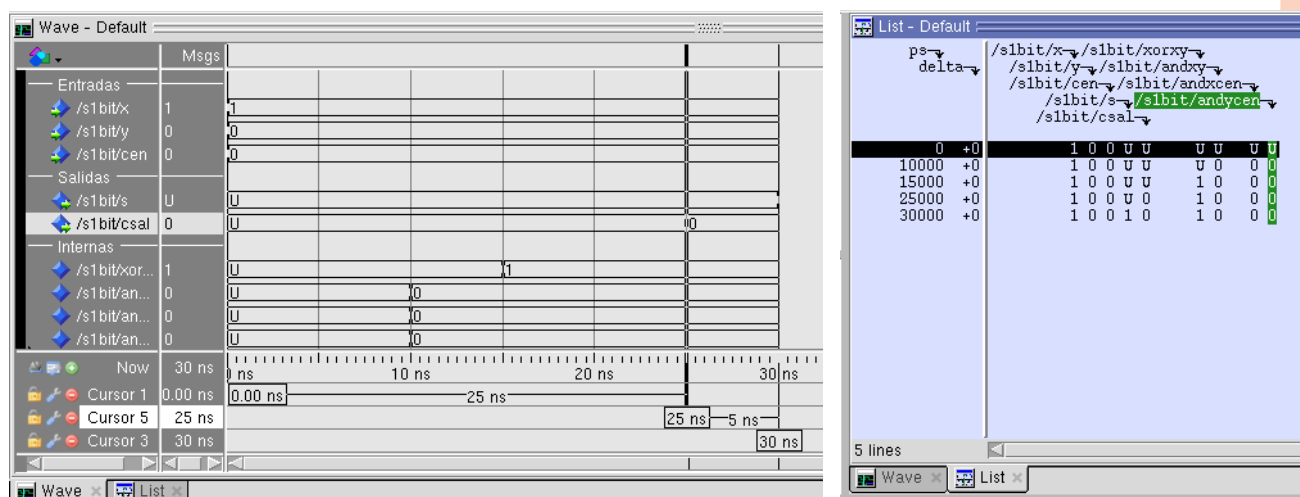 Wave - Default
Msgs
Entradas
/s1bit/x 1 1
/s1bit/y 0 0
/s1bit/cen 0 0
Salidas
/s1bit/s U U
/s1bit/csal 0 U 0
Internas
/s1bit/xor... 1 U 1
/s1bit/an... 0 U 0
/s1bit/an... 0 U 0
/s1bit/an... 0 U 0
Now 30 ns ns 10 ns 20 ns 30 ns
Cursor 1 0.00 ns 0.00 ns 25 ns
Cursor 5 25 ns 25 ns 5 ns
Cursor 3 30 ns 30 ns
Wave List
List - Default
ps /s1bit/x /s1bit/xorxy
delta /s1bit/y /s1bit/andxy
/s1bit/cen /s1bit/andxcen
/s1bit/s /s1bit/andycen
/s1bit/csal
0 +0 1 0 0 U U U U U U
10000 +0 1 0 0 U U U 0 0 0
15000 +0 1 0 0 U U 1 0 0 0
25000 +0 1 0 0 U 0 1 0 0 0
30000 +0 1 0 0 1 0 1 0 0 0
5 lines
Wave List